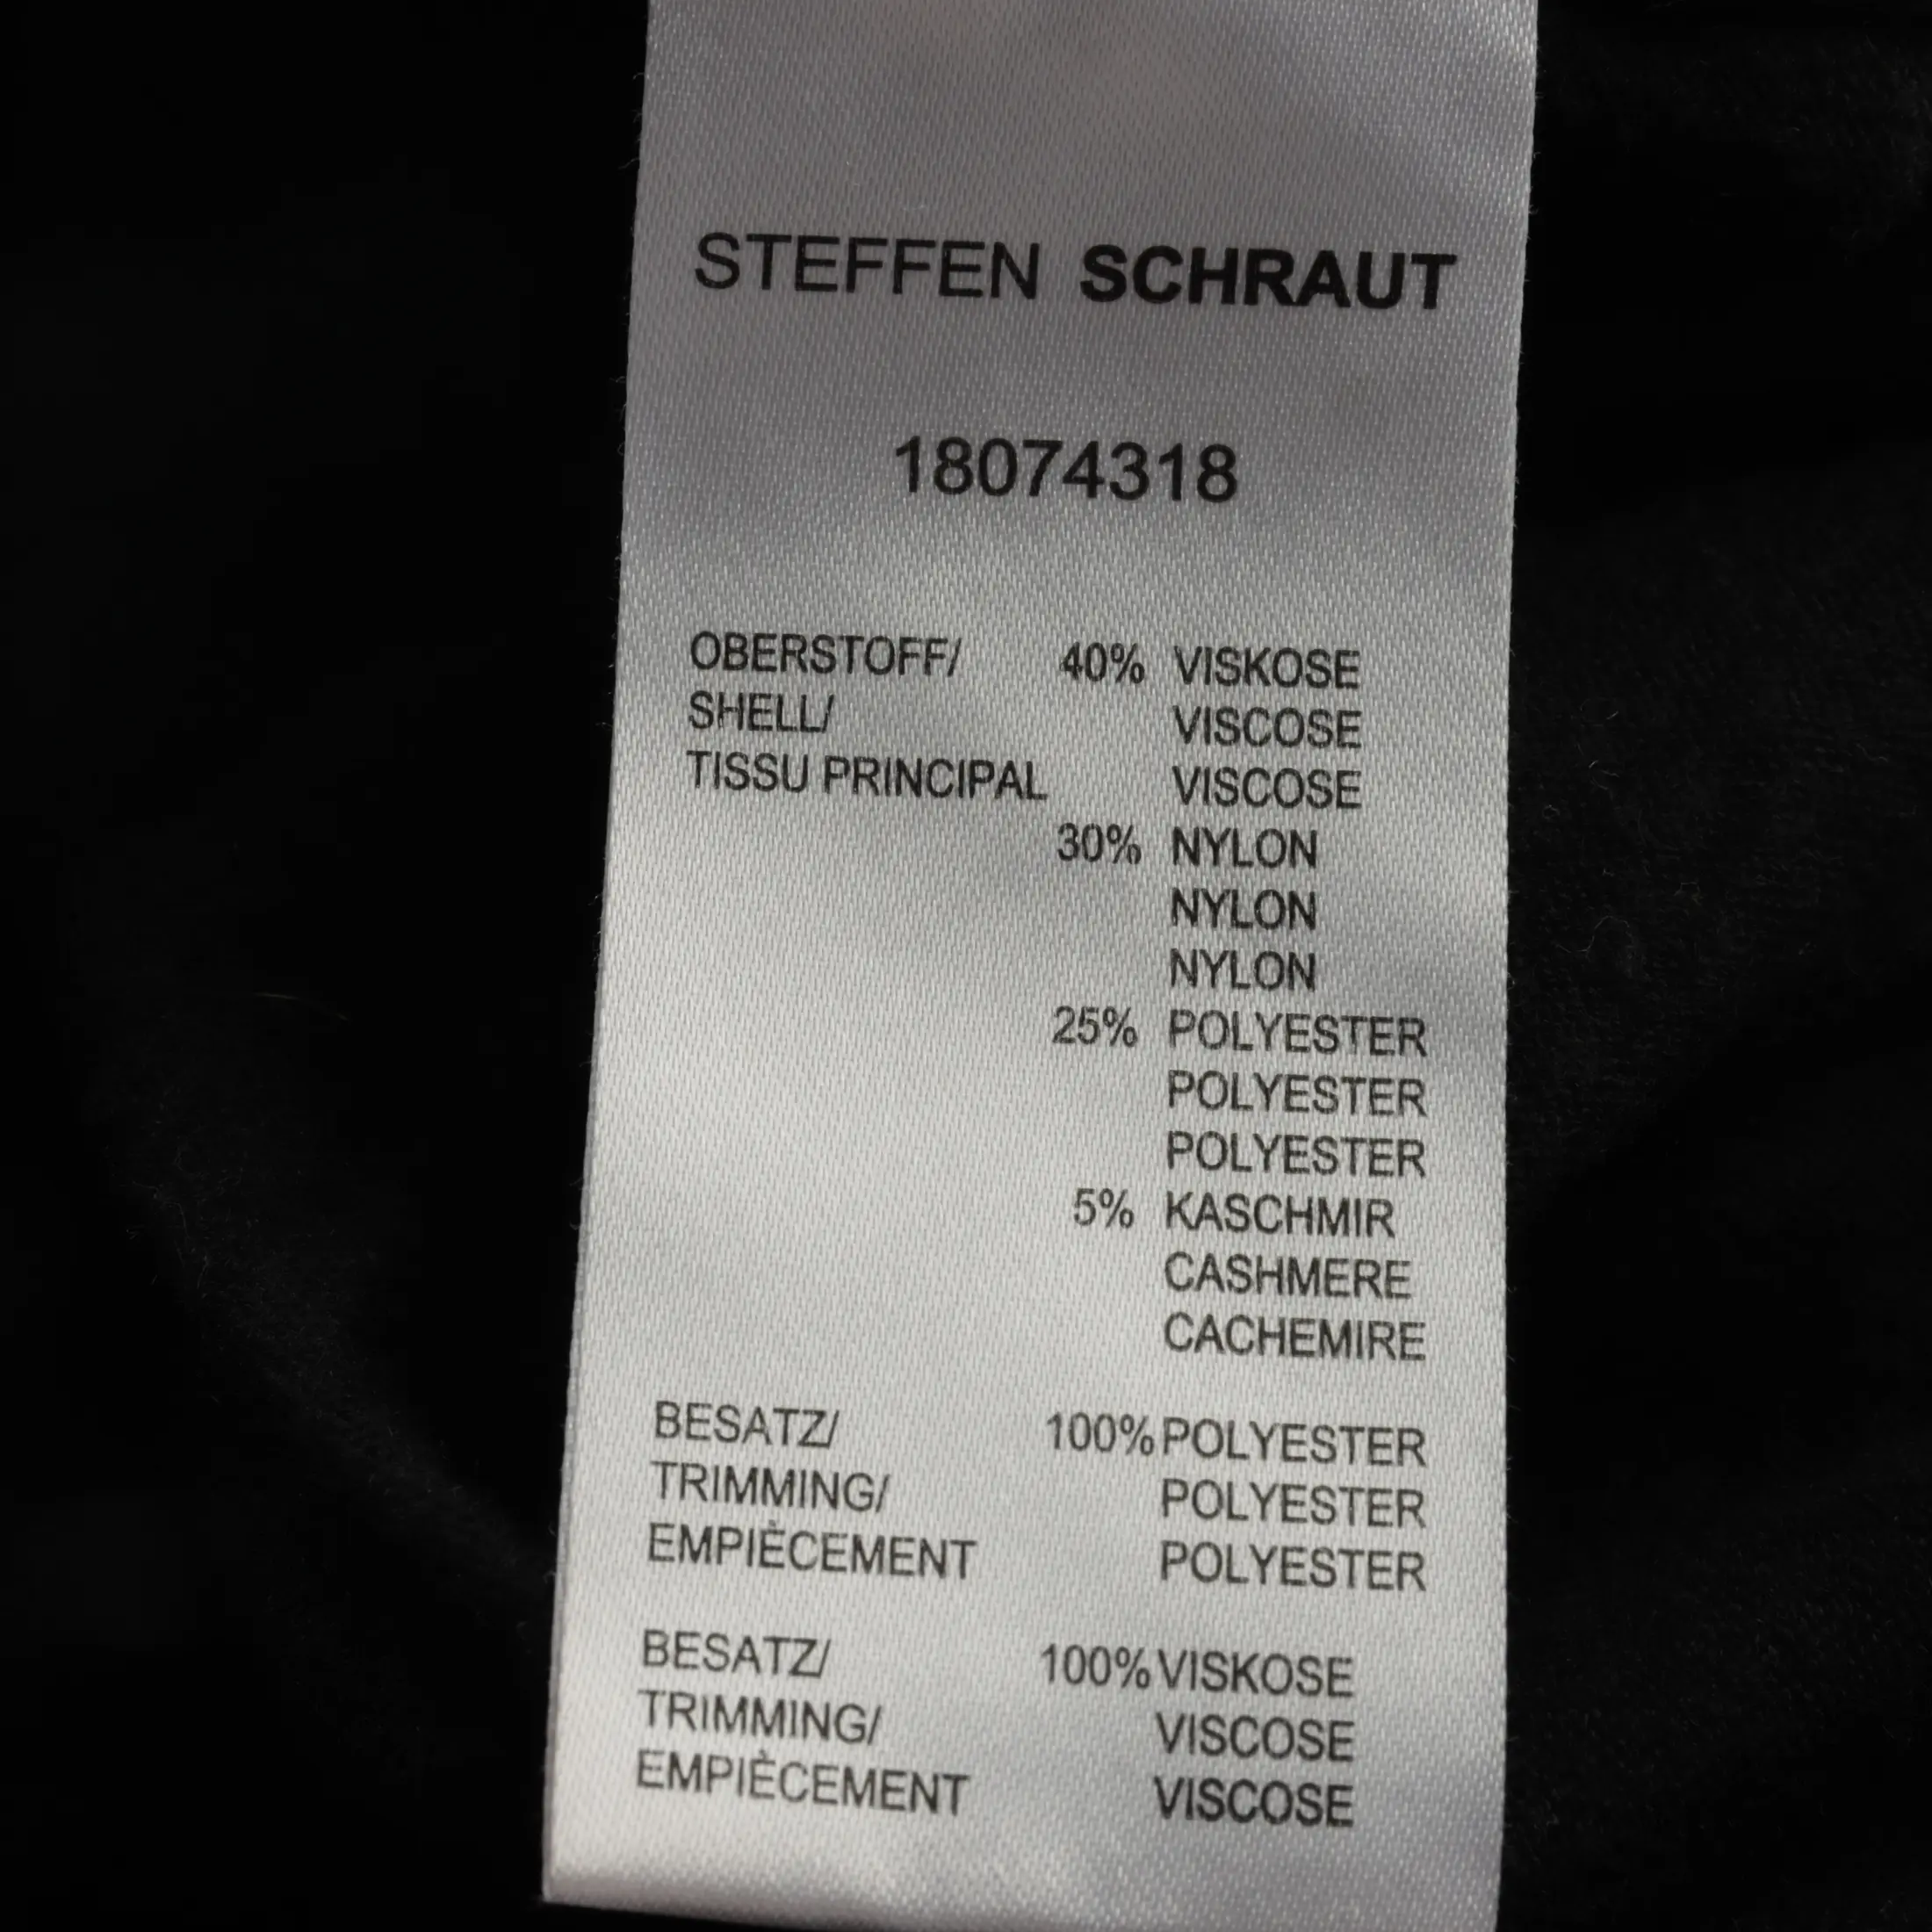 STEFFEN SCHRAUT
18074318
OBERSTOFF/ 40% VISKOSE
SHELL/ VISCOSE
TISSU PRINCIPAL VISCOSE
30% NYLON
NYLON
NYLON
25% POLYESTER
POLYESTER
POLYESTER
5% KASCHMIR
CASHMERE
CACHEMIRE
BESATZ/ 100% POLYESTER
TRIMMING/ POLYESTER
EMPIÈCEMENT POLYESTER
BESATZ/ 100% VISKOSE
TRIMMING/ VISCOSE
EMPIÈCEMENT VISCOSE